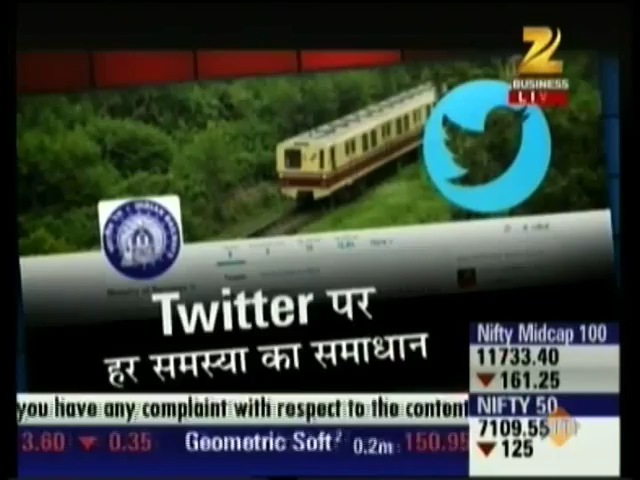 Z
BUSINESS
LIVE
Twitter पर
हर समस्या का समाधान
Nifty Midcap 100
11733.40
▼ 161.25
you have any complaint with respect to the content
NIFTY 50
7109.55
▼ 125
3.60 ▼ 0.35 Geometric Soft² 0.2m 150.95